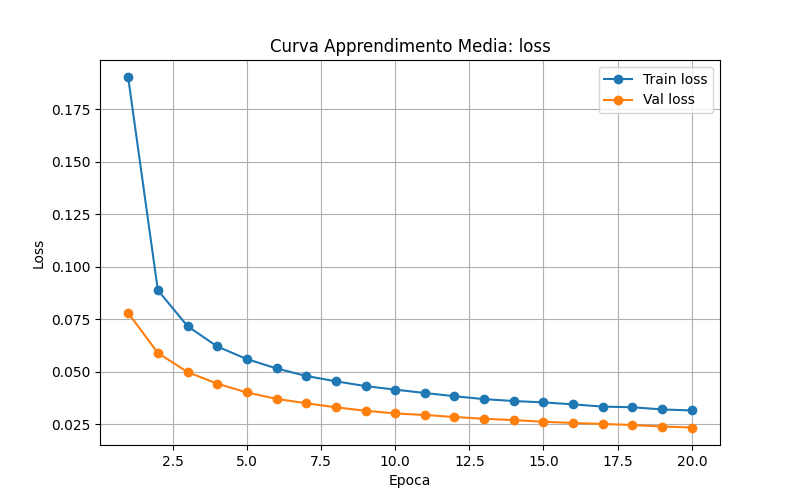 Curva Apprendimento Media: loss
Train loss
Val loss
0.175
0.150
0.125
0.100
0.075
0.050
0.025
Loss
2.5 5.0 7.5 10.0 12.5 15.0 17.5 20.0
Epoca